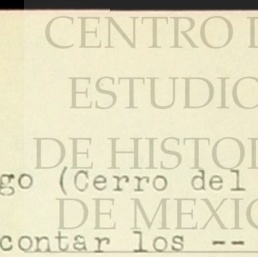 CENTRO
ESTUDIO
DE HISTO
go (Cerro del
DE MEXIC
contar los --